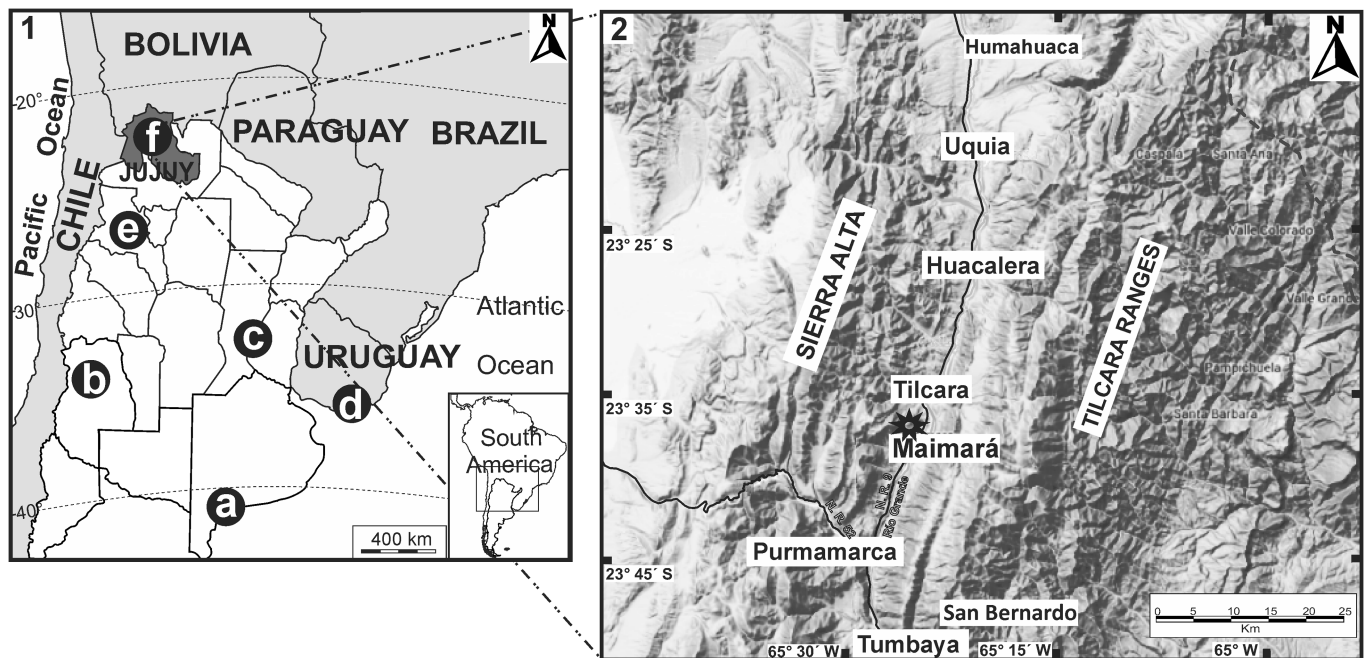 1
N
BOLIVIA
20°
Pacific Ocean
PARAGUAY
BRAZIL
f
JUJUY
CHILE
e
30°
Atlantic
Ocean
c
URUGUAY
b
d
South
America
a
40°
400 km
2
N
Humahuaca
Uquia
Caspala
Santa Ana
23° 25´ S
SIERRA ALTA
Valle Colorado
Huacalera
TILCARA RANGES
Valle Grande
Pampichuela
Tilcara
23° 35´ S
Santa Barbara
Maimará
N. R. 9
Río Grande
N. R. 52
Purmamarca
23° 45´ S
San Bernardo
0 5 10 15 20 25
Km
Tumbaya
65° 30´ W
65° 15´ W
65° W